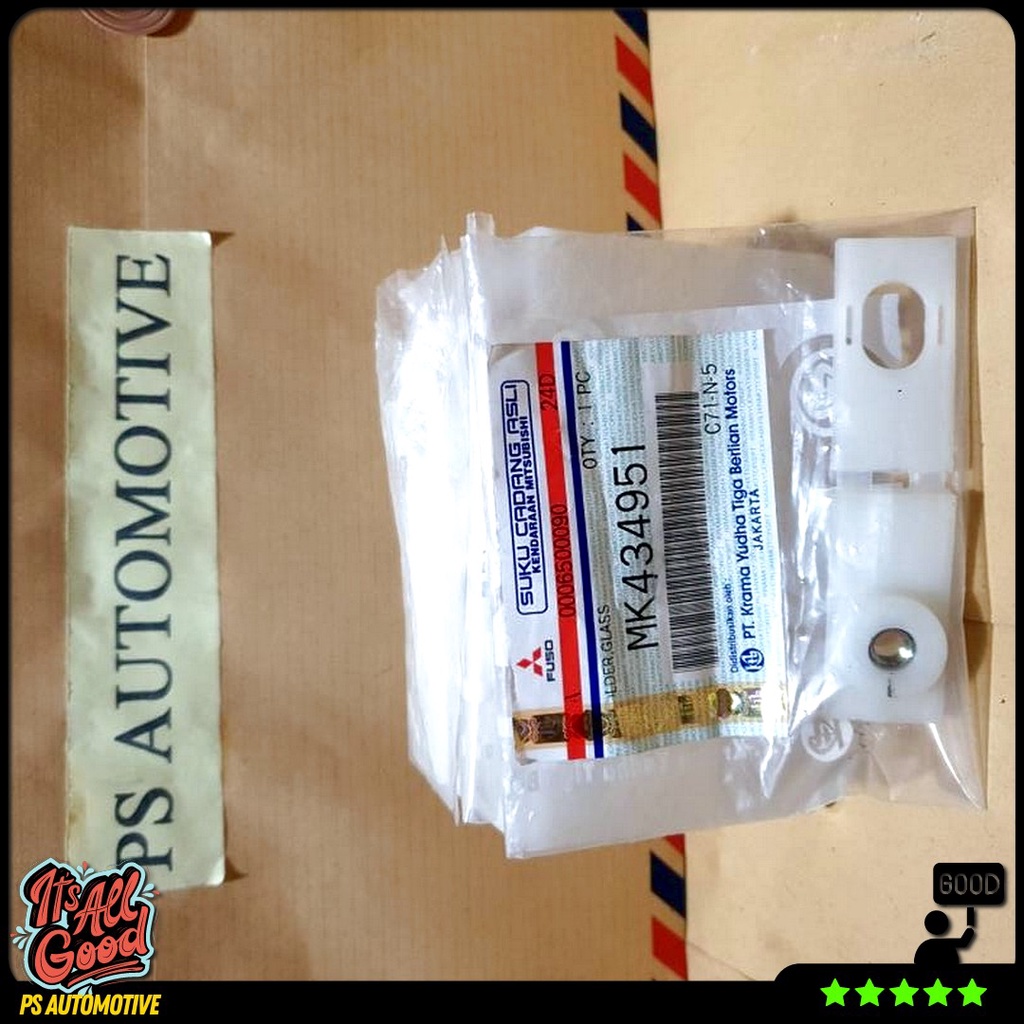 PS AUTOMOTIVE
FUSO
SUKU CADANG ASLI
KENDARAAN MITSUBISHI
0006500090 24ID
LDER,GLASS QTY : 1 PC
MK434951
C71-N-5
Didistribusikan oleh :
PT. Krama Yudha Tiga Berlian Motors
JAKARTA
It's All Good
PS AUTOMOTIVE
GOOD